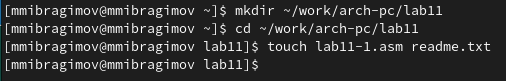 [mmibragimov@mmibragimov ~]$ mkdir ~/work/arch-pc/lab11
[mmibragimov@mmibragimov ~]$ cd ~/work/arch-pc/lab11
[mmibragimov@mmibragimov lab11]$ touch lab11-1.asm readme.txt
[mmibragimov@mmibragimov lab11]$